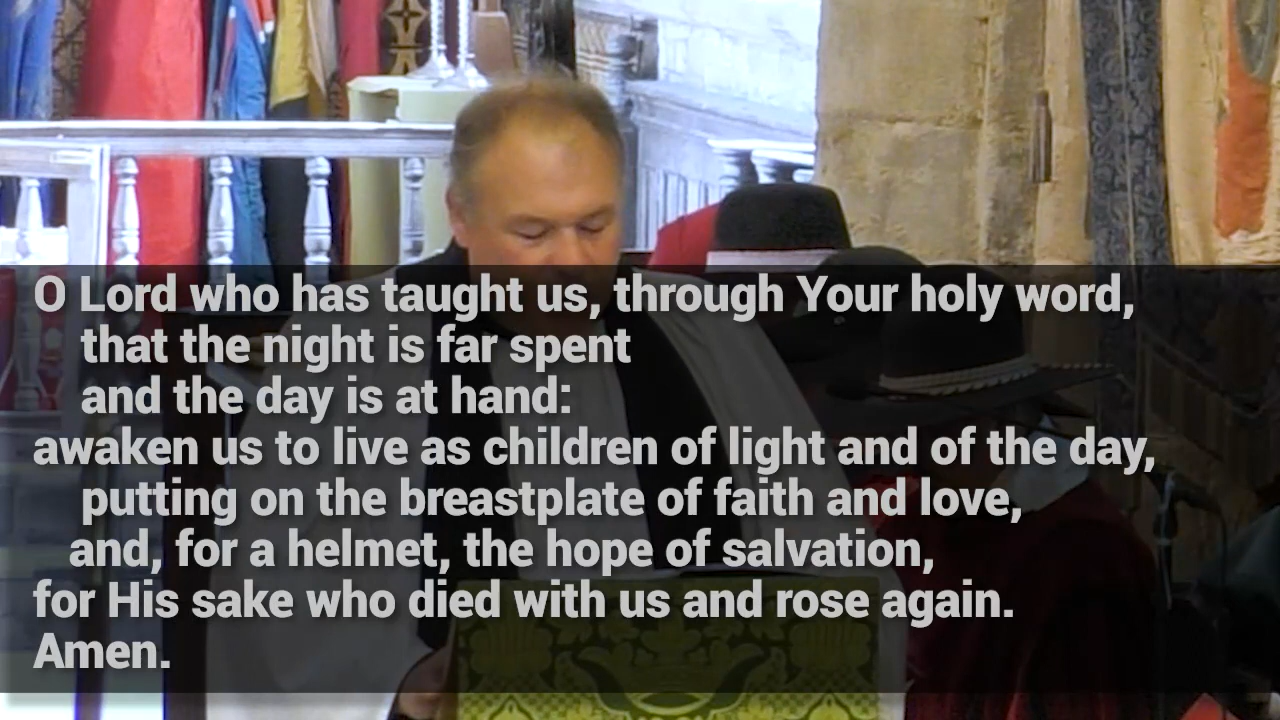 O Lord who has taught us, through Your holy word,
that the night is far spent
and the day is at hand:
awaken us to live as children of light and of the day,
putting on the breastplate of faith and love,
and, for a helmet, the hope of salvation,
for His sake who died with us and rose again.
Amen.